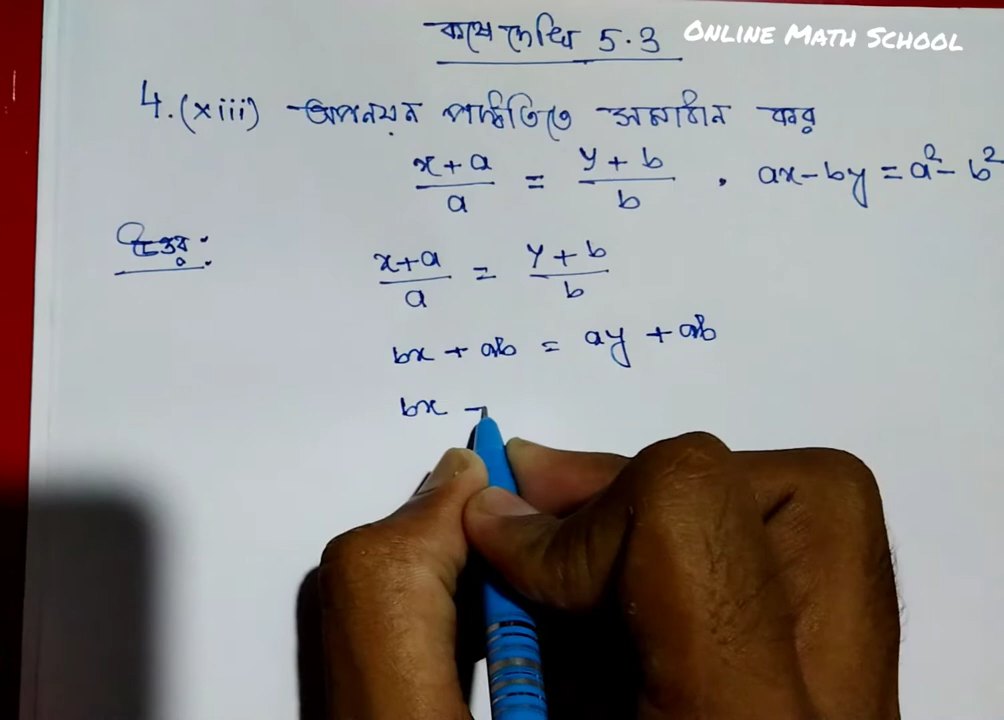 কষে দেখি 5.3 ONLINE MATH SCHOOL
4.(xiii) অপনয়ন পদ্ধতিতে সমাধান কর
x+a/a = y+b/b , ax-by=a²-b²
উত্তর:
x+a/a = y+b/b
bx + ab = ay + ab
bx -